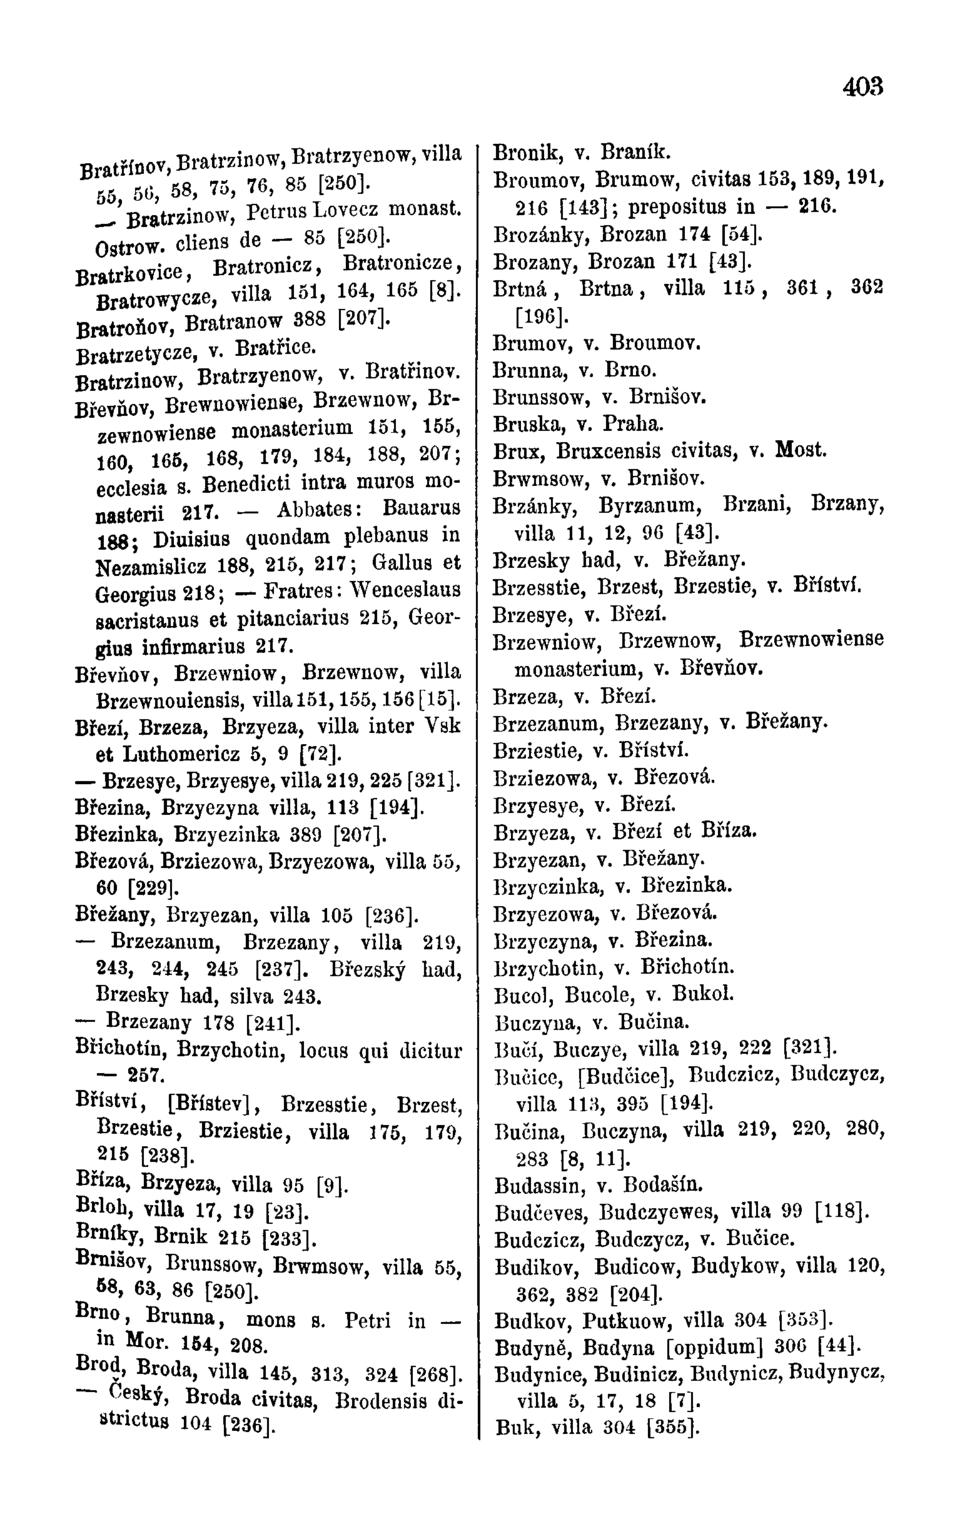 403
Bratřínov, Bratrzinow, Bratrzyenow, villa
55, 56, 58, 75, 76, 85 [250].
— Bratrzinow, Petrus Lovecz monast.
Ostrow. cliens de — 85 [250].
Bratrkovice, Bratronicz, Bratronicze,
Bratrowycze, villa 151, 164, 165 [8].
Bratroňov, Bratranow 388 [207].
Bratrzetycze, v. Bratřice.
Bratrzinow, Bratrzyenow, v. Bratřinov.
Břevňov, Brewnowiense, Brzewnow, Br-
zewnowiense monasterium 151, 155,
160, 165, 168, 179, 184, 188, 207;
ecclesia s. Benedicti intra muros mo-
nasterii 217. — Abbates: Bauarus
188; Diuisius quondam plebanus in
Nezamislicz 188, 215, 217; Gallus et
Georgius 218; — Fratres: Wenceslaus
sacristanus et pitanciarius 215, Geor-
gius infirmarius 217.
Břevňov, Brzewniow, Brzewnow, villa
Brzewnouiensis, villa 151, 155, 156 [15].
Březí, Brzeza, Brzyeza, villa inter Vsk
et Luthomericz 5, 9 [72].
— Brzesye, Brzyesye, villa 219, 225 [321].
Březina, Brzyezyna villa, 113 [194].
Březinka, Brzyezinka 389 [207].
Březová, Brziezowa, Brzyezowa, villa 55,
60 [229].
Břežany, Brzyezan, villa 105 [236].
— Brzezanum, Brzezany, villa 219,
243, 244, 245 [237]. Březský had,
Brzesky had, silva 243.
— Brzezany 178 [241].
Břichotín, Brzychotin, locus qui dicitur
— 257.
Bříství, [Břístev], Brzesstie, Brzest,
Brzestie, Brziestie, villa 175, 179,
215 [238].
Bříza, Brzyeza, villa 95 [9].
Brloh, villa 17, 19 [23].
Brníky, Brnik 215 [233].
Brnišov, Brunssow, Brwmsow, villa 55,
58, 63, 86 [250].
Brno, Brunna, mons s. Petri in —
in Mor. 154, 208.
Brod, Broda, villa 145, 313, 324 [268].
— Český, Broda civitas, Brodensis di-
strictus 104 [236].
Bronik, v. Braník.
Broumov, Brumow, civitas 153, 189, 191,
216 [143]; prepositus in — 216.
Brozánky, Brozan 174 [54].
Brozany, Brozan 171 [43].
Brtná, Brtna, villa 115, 361, 362
[196].
Brumov, v. Broumov.
Brunna, v. Brno.
Brunssow, v. Brnišov.
Bruska, v. Praha.
Brux, Bruxcensis civitas, v. Most.
Brwmsow, v. Brnišov.
Brzánky, Byrzanum, Brzani, Brzany,
villa 11, 12, 96 [43].
Brzesky had, v. Břežany.
Brzesstie, Brzest, Brzestie, v. Bříství.
Brzesye, v. Březí.
Brzewniow, Brzewnow, Brzewnowiense
monasterium, v. Břevňov.
Brzeza, v. Březí.
Brzezanum, Brzezany, v. Břežany.
Brziestie, v. Bříství.
Brziezowa, v. Březová.
Brzyesye, v. Březí.
Brzyeza, v. Březí et Bříza.
Brzyezan, v. Břežany.
Brzyezinka, v. Březinka.
Brzyezowa, v. Březová.
Brzyezyna, v. Březina.
Brzychotin, v. Břichotín.
Bucol, Bucole, v. Bukol.
Buczyna, v. Bučina.
Bučí, Buczye, villa 219, 222 [321].
Bučice, [Budčice], Budczicz, Budczycz,
villa 113, 395 [194].
Bučina, Buczyna, villa 219, 220, 280,
283 [8, 11].
Budassin, v. Bodašín.
Budčeves, Budczyewes, villa 99 [118].
Budczicz, Budczycz, v. Bučice.
Budikov, Budicow, Budykow, villa 120,
362, 382 [204].
Budkov, Putkuow, villa 304 [353].
Budyně, Budyna [oppidum] 306 [44].
Budynice, Budinicz, Budynicz, Budynycz,
villa 5, 17, 18 [7].
Buk, villa 304 [355].